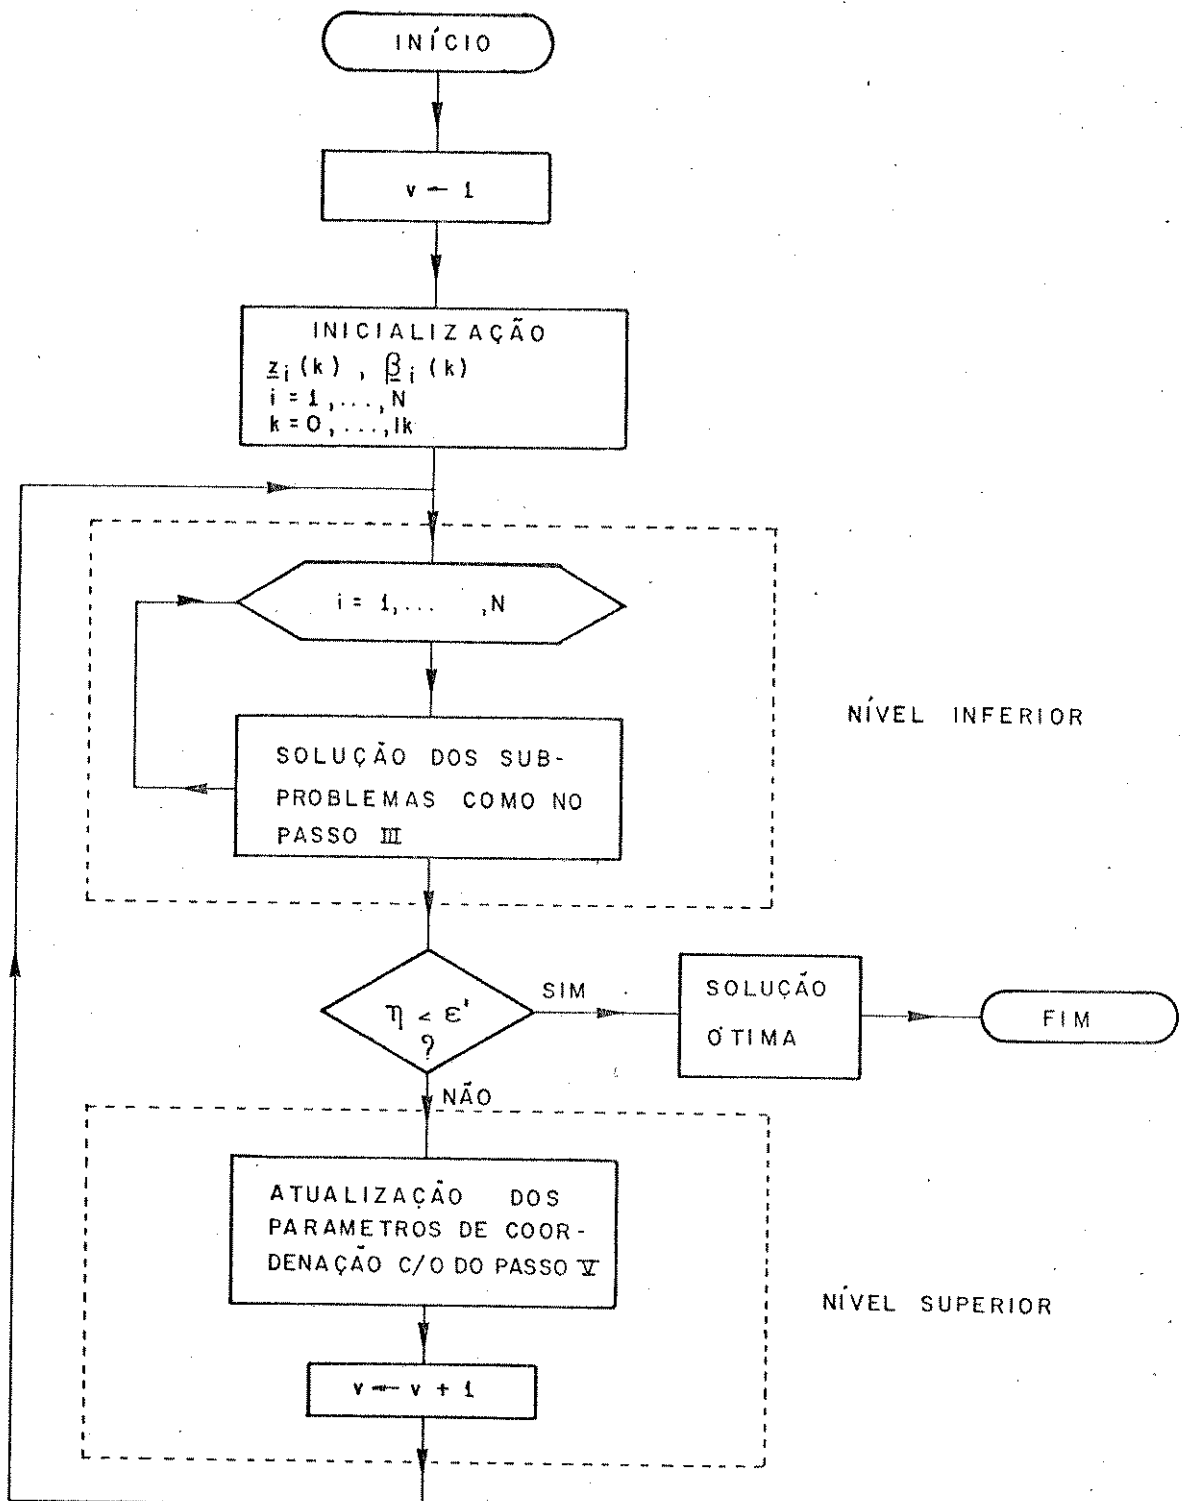 INÍCIO
v ← 1
INICIALIZAÇÃO
z_i(k) , β_i(k)
i = 1,...,N
k = 0,...,Ik
i = 1,... ,N
SOLUÇÃO DOS SUB-
PROBLEMAS COMO NO
PASSO III
NÍVEL INFERIOR
η < ε'
?
SIM
SOLUÇÃO
ÓTIMA
FIM
NÃO
ATUALIZAÇÃO DOS
PARAMETROS DE COOR-
DENAÇÃO C/O DO PASSO V
NÍVEL SUPERIOR
v ← v + 1